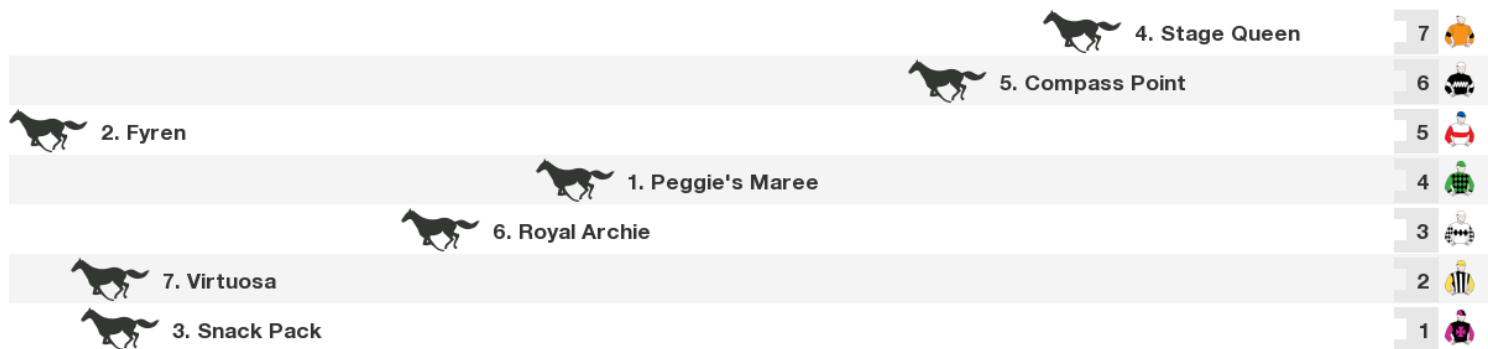 4. Stage Queen 7
5. Compass Point 6
2. Fyren 5
1. Peggie's Maree 4
6. Royal Archie 3
7. Virtuosa 2
3. Snack Pack 1